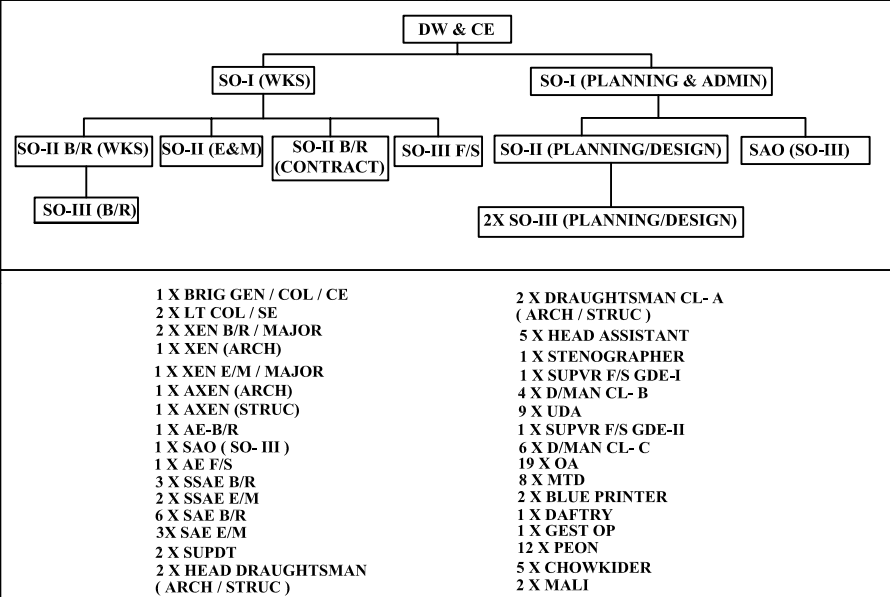 DW & CE
SO-I (WKS)
SO-I (PLANNING & ADMIN)
SO-II B/R (WKS)
SO-II (E&M)
SO-II B/R
(CONTRACT)
SO-III F/S
SO-II (PLANNING/DESIGN)
SAO (SO-III)
SO-III (B/R)
2X SO-III (PLANNING/DESIGN)
1 X BRIG GEN / COL / CE
2 X LT COL / SE
2 X XEN B/R / MAJOR
1 X XEN (ARCH)
1 X XEN E/M / MAJOR
1 X AXEN (ARCH)
1 X AXEN (STRUC)
1 X AE-B/R
1 X SAO ( SO- III )
1 X AE F/S
3 X SSAE B/R
2 X SSAE E/M
6 X SAE B/R
3X SAE E/M
2 X SUPDT
2 X HEAD DRAUGHTSMAN
( ARCH / STRUC )
2 X DRAUGHTSMAN CL- A
( ARCH / STRUC )
5 X HEAD ASSISTANT
1 X STENOGRAPHER
1 X SUPVR F/S GDE-I
4 X D/MAN CL- B
9 X UDA
1 X SUPVR F/S GDE-II
6 X D/MAN CL- C
19 X OA
8 X MTD
2 X BLUE PRINTER
1 X DAFTRY
1 X GEST OP
12 X PEON
5 X CHOWKIDER
2 X MALI